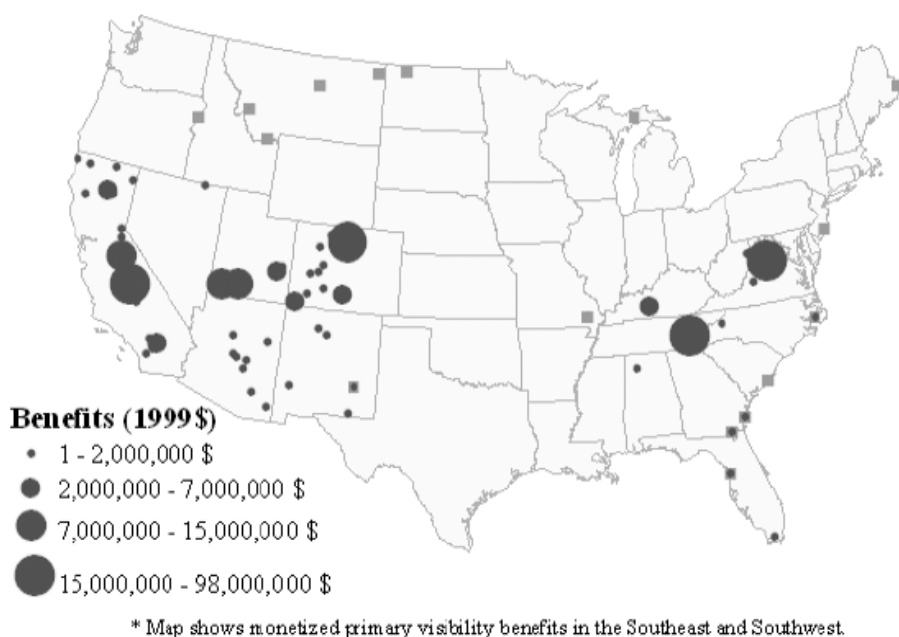 Benefits (1999$)
1 - 2,000,000 $
2,000,000 - 7,000,000 $
7,000,000 - 15,000,000 $
15,000,000 - 98,000,000 $
* Map shows monetized primary visibility benefits in the Southeast and Southwest.